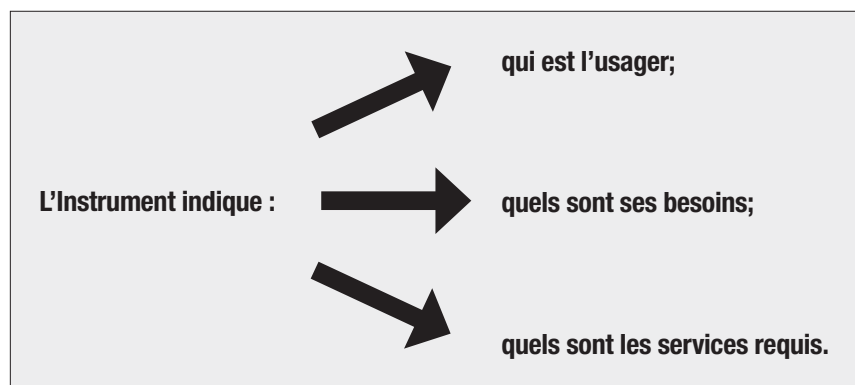 qui est l'usager;
L'Instrument indique :
quels sont ses besoins;
quels sont les services requis.